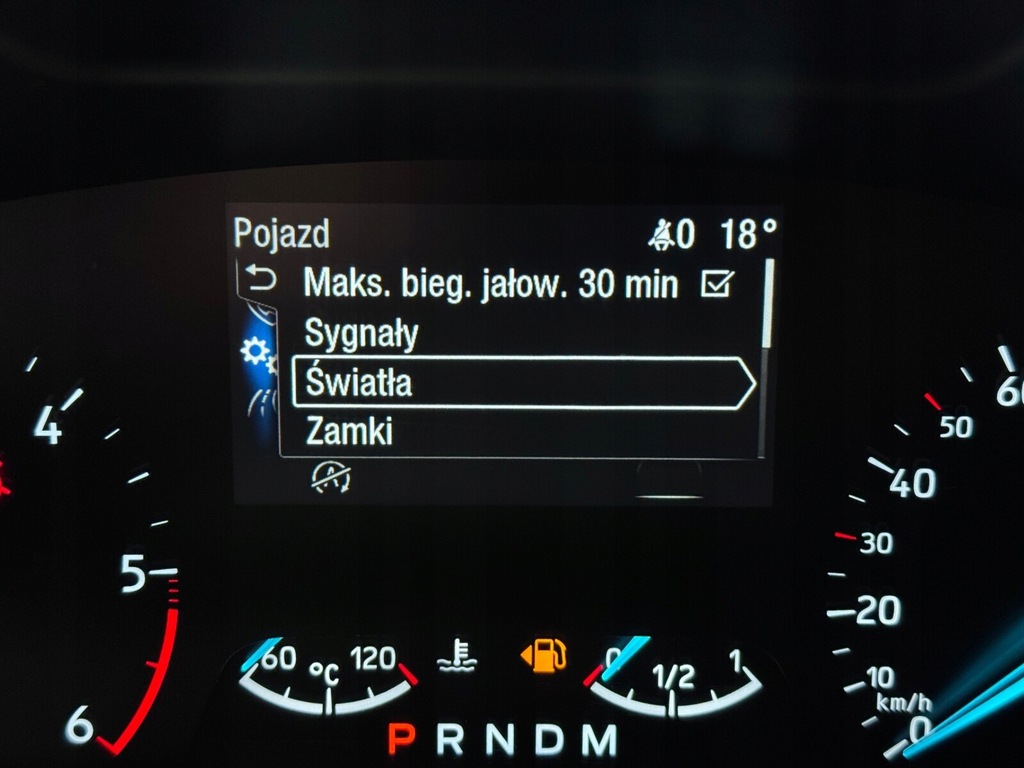 Pojazd 0 18°
Maks. bieg. jałow. 30 min
Sygnały
Światła
Zamki
A
4
5
6
60
50
40
30
20
10
km/h
0
60 °C 120
0 1/2 1
P R N D M